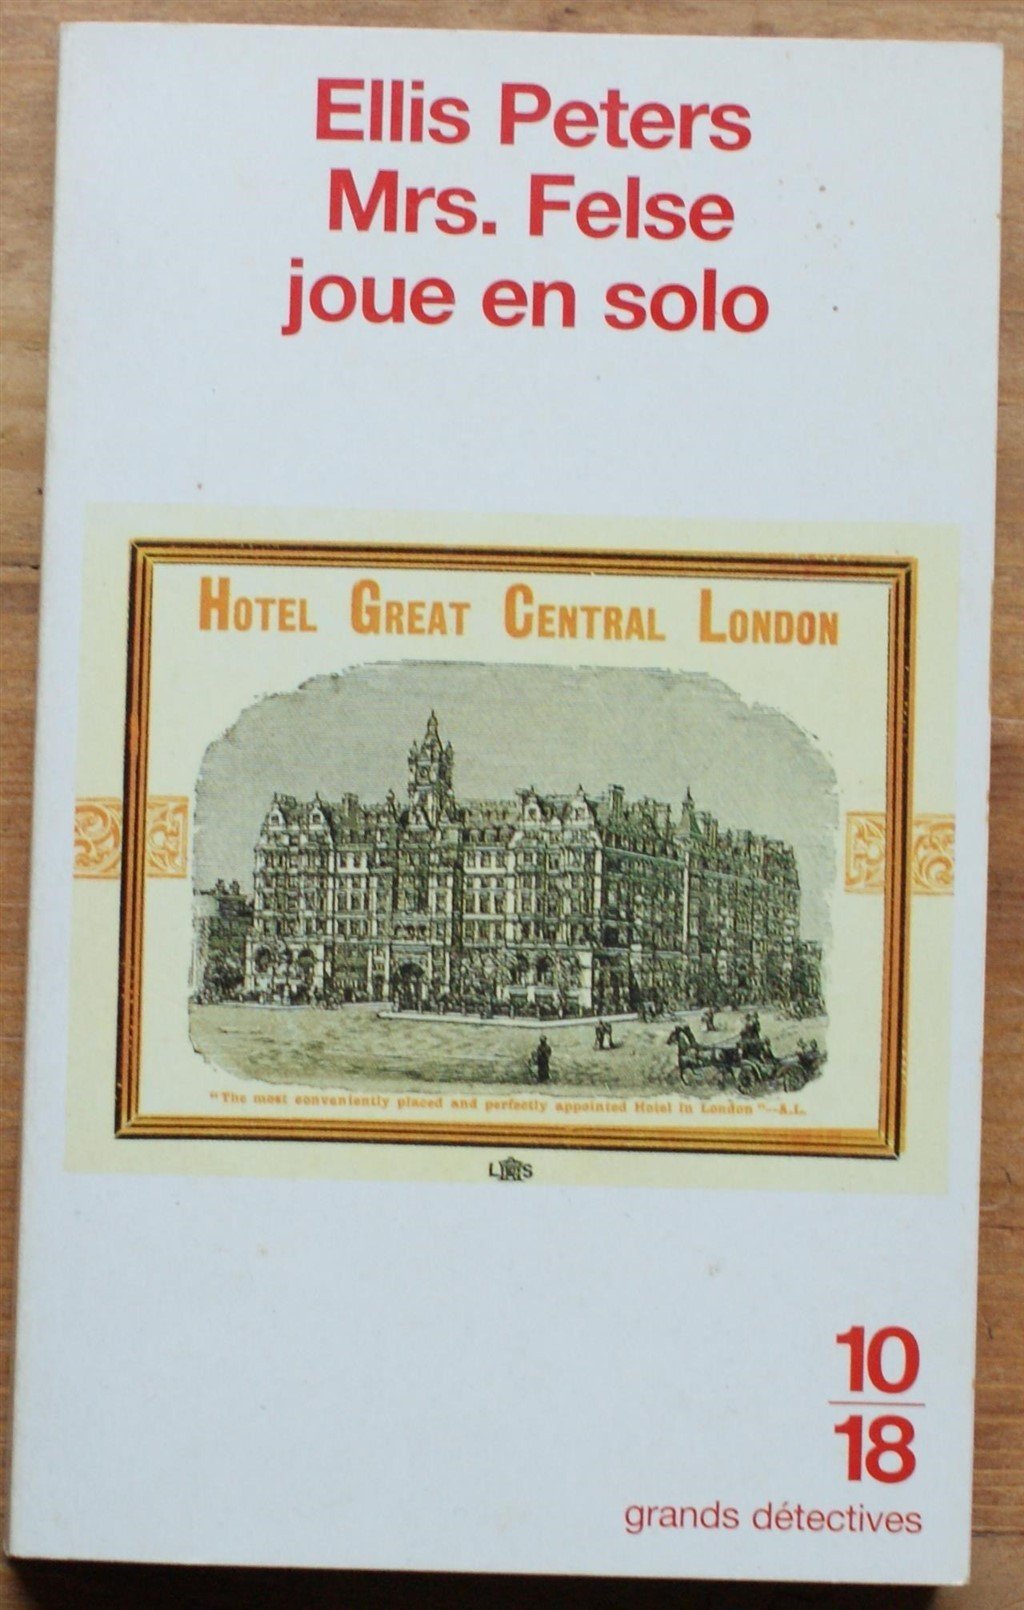 Ellis Peters
Mrs. Felse
joue en solo
HOTEL GREAT CENTRAL LONDON
"The most conveniently placed and perfectly appointed Hotel in London"—A.L.
10
18
grands détectives